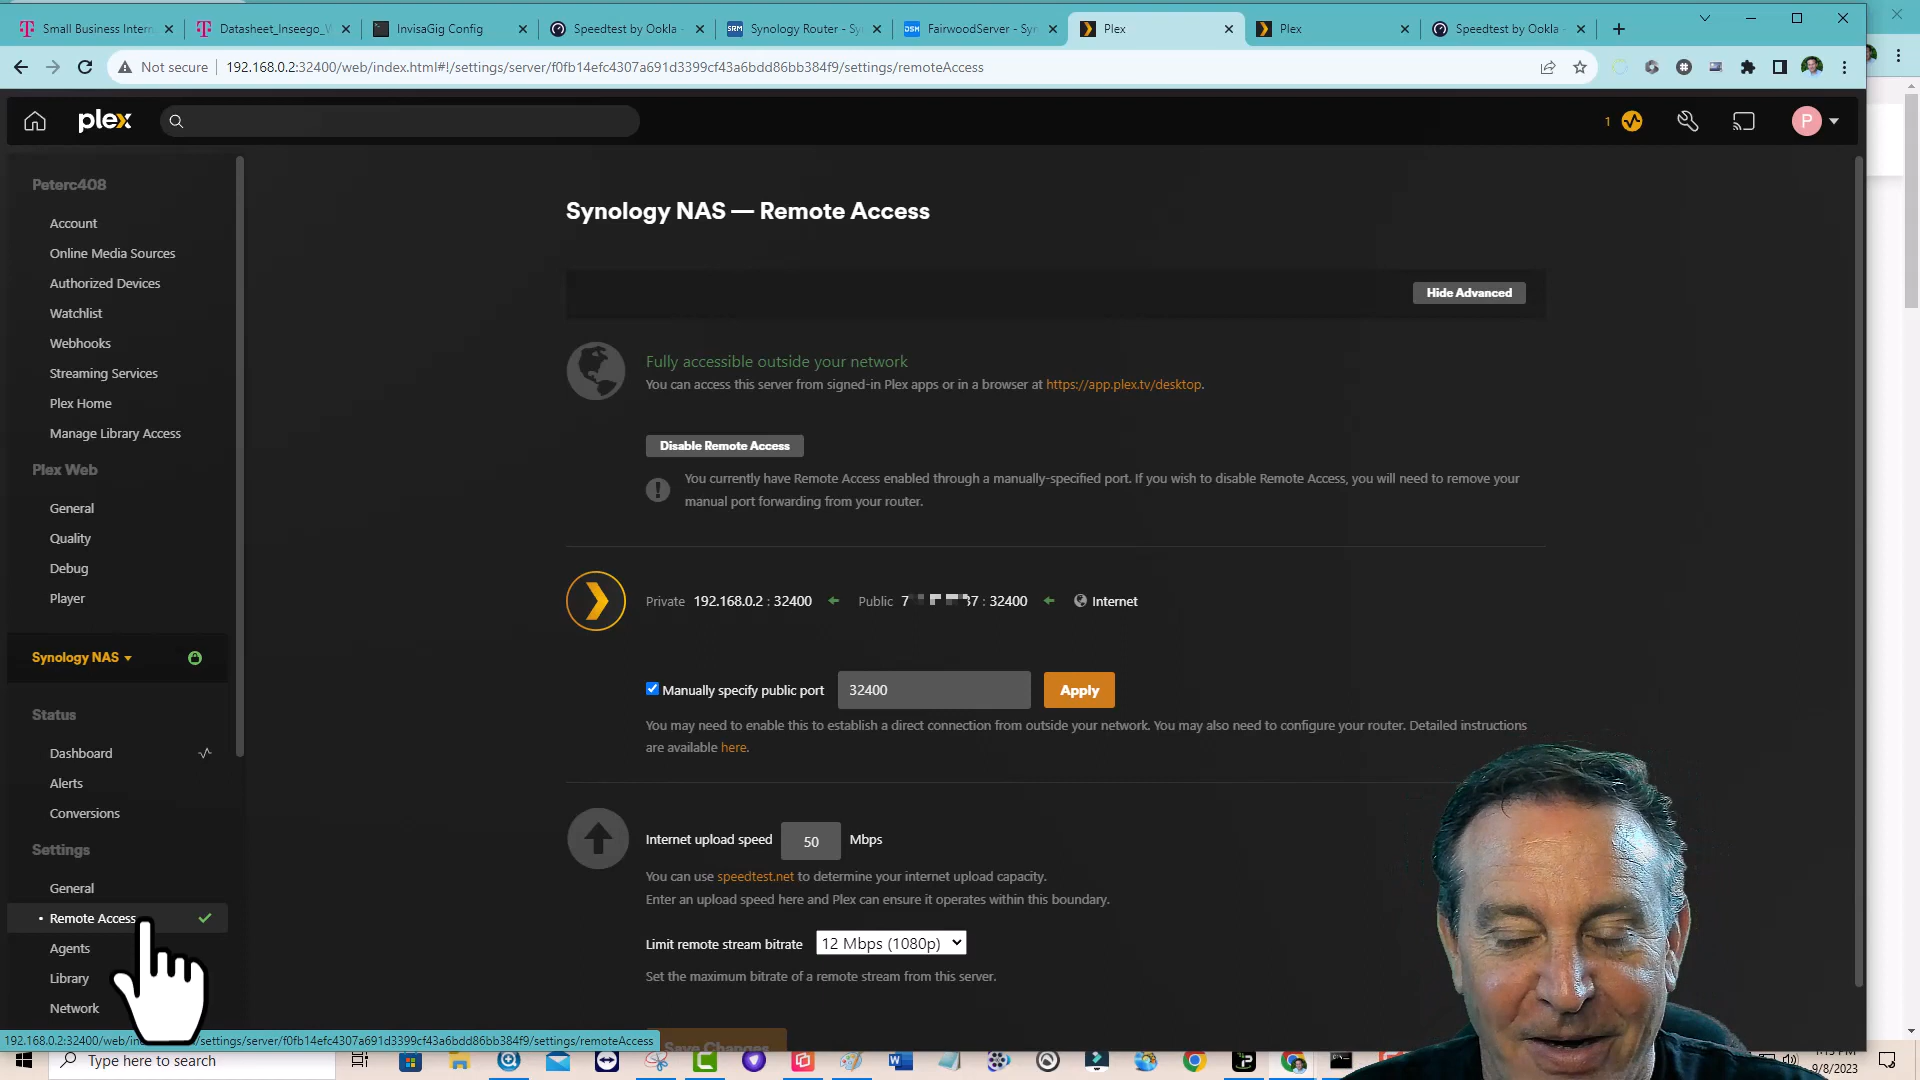 Small Business Intern
Datasheet_Inseego_W
InvisaGig Config
Speedtest by Ookla -
SRM
Synology Router - Sy
DSM
FairwoodServer - Syn
Plex
Plex
Speedtest by Ookla -
Not secure
192.168.0.2:32400/web/index.html#!/settings/server/f0fb14efc4307a691d3399cf43a6bdd86bb384f9/settings/remoteAccess
plex
1
P
Peterc408
Account
Online Media Sources
Authorized Devices
Watchlist
Webhooks
Streaming Services
Plex Home
Manage Library Access
Plex Web
General
Quality
Debug
Player
Synology NAS
Status
Dashboard
Alerts
Conversions
Settings
General
Remote Access
Agents
Library
Network
Synology NAS — Remote Access
Hide Advanced
Fully accessible outside your network
You can access this server from signed-in Plex apps or in a browser at https://app.plex.tv/desktop.
Disable Remote Access
You currently have Remote Access enabled through a manually-specified port. If you wish to disable Remote Access, you will need to remove your
manual port forwarding from your router.
Private 192.168.0.2 : 32400 Public 7 37 : 32400 Internet
Manually specify public port 32400 Apply
You may need to enable this to establish a direct connection from outside your network. You may also need to configure your router. Detailed instructions
are available here.
Internet upload speed 50 Mbps
You can use speedtest.net to determine your internet upload capacity.
Enter an upload speed here and Plex can ensure it operates within this boundary.
Limit remote stream bitrate 12 Mbps (1080p)
Set the maximum bitrate of a remote stream from this server.
Save Changes
Type here to search
9/8/2023